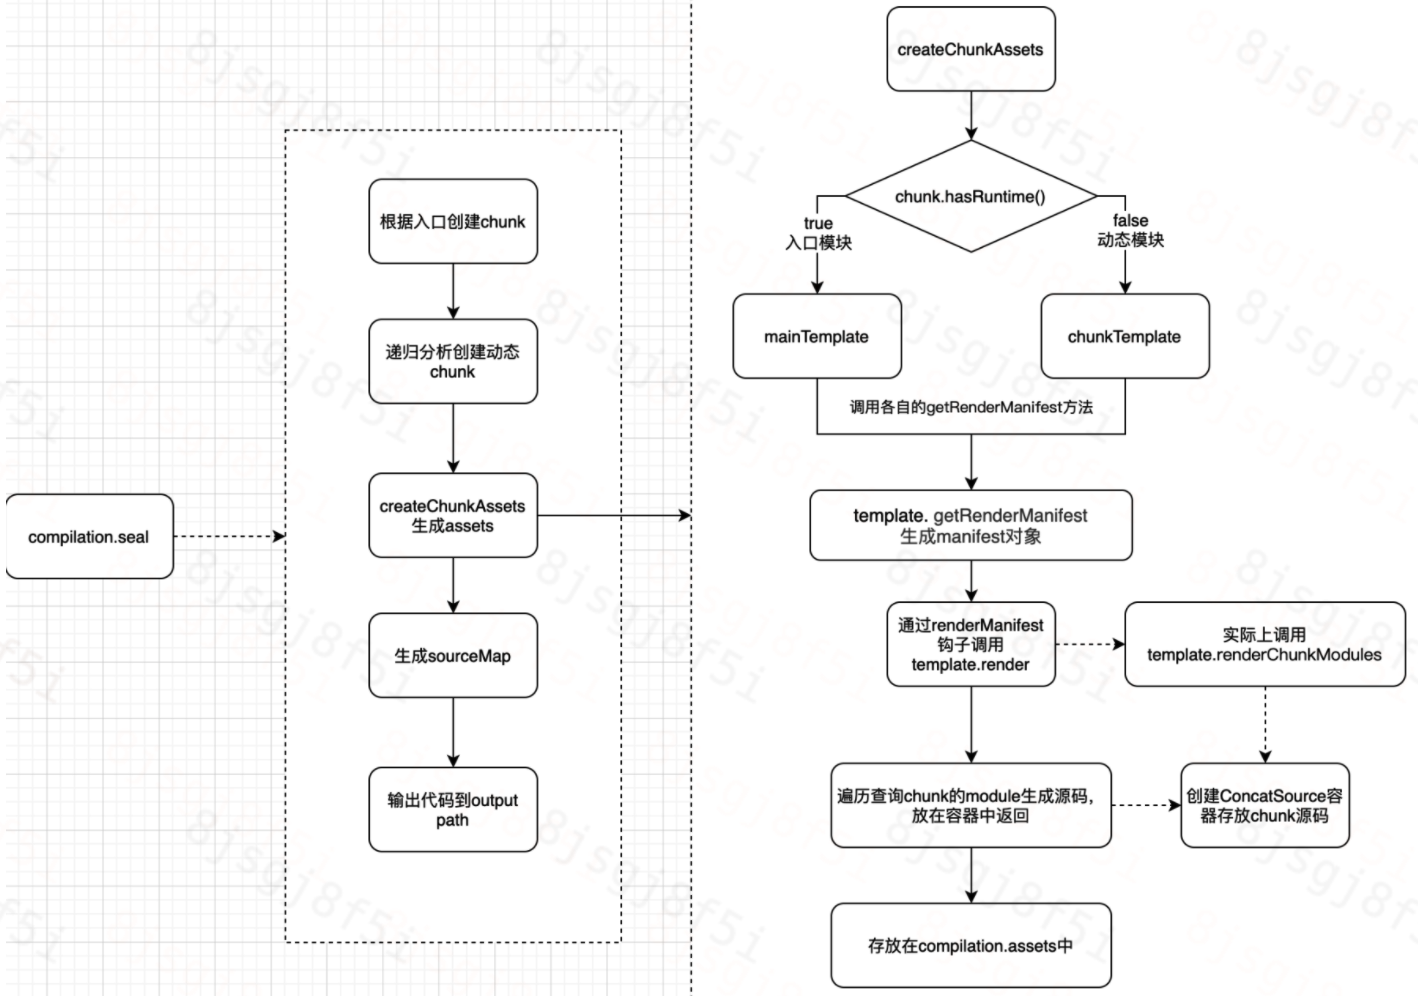 compilation.seal
根据入口创建chunk
递归分析创建动态
chunk
createChunkAssets
生成assets
生成sourceMap
输出代码到output
path
createChunkAssets
chunk.hasRuntime()
true
入口模块
false
动态模块
mainTemplate
chunkTemplate
调用各自的getRenderManifest方法
template. getRenderManifest
生成manifest对象
通过renderManifest
钩子调用
template.render
实际上调用
template.renderChunkModules
遍历查询chunk的module生成源码，
放在容器中返回
创建ConcatSource容
器存放chunk源码
存放在compilation.assets中
8jsgj8f5i